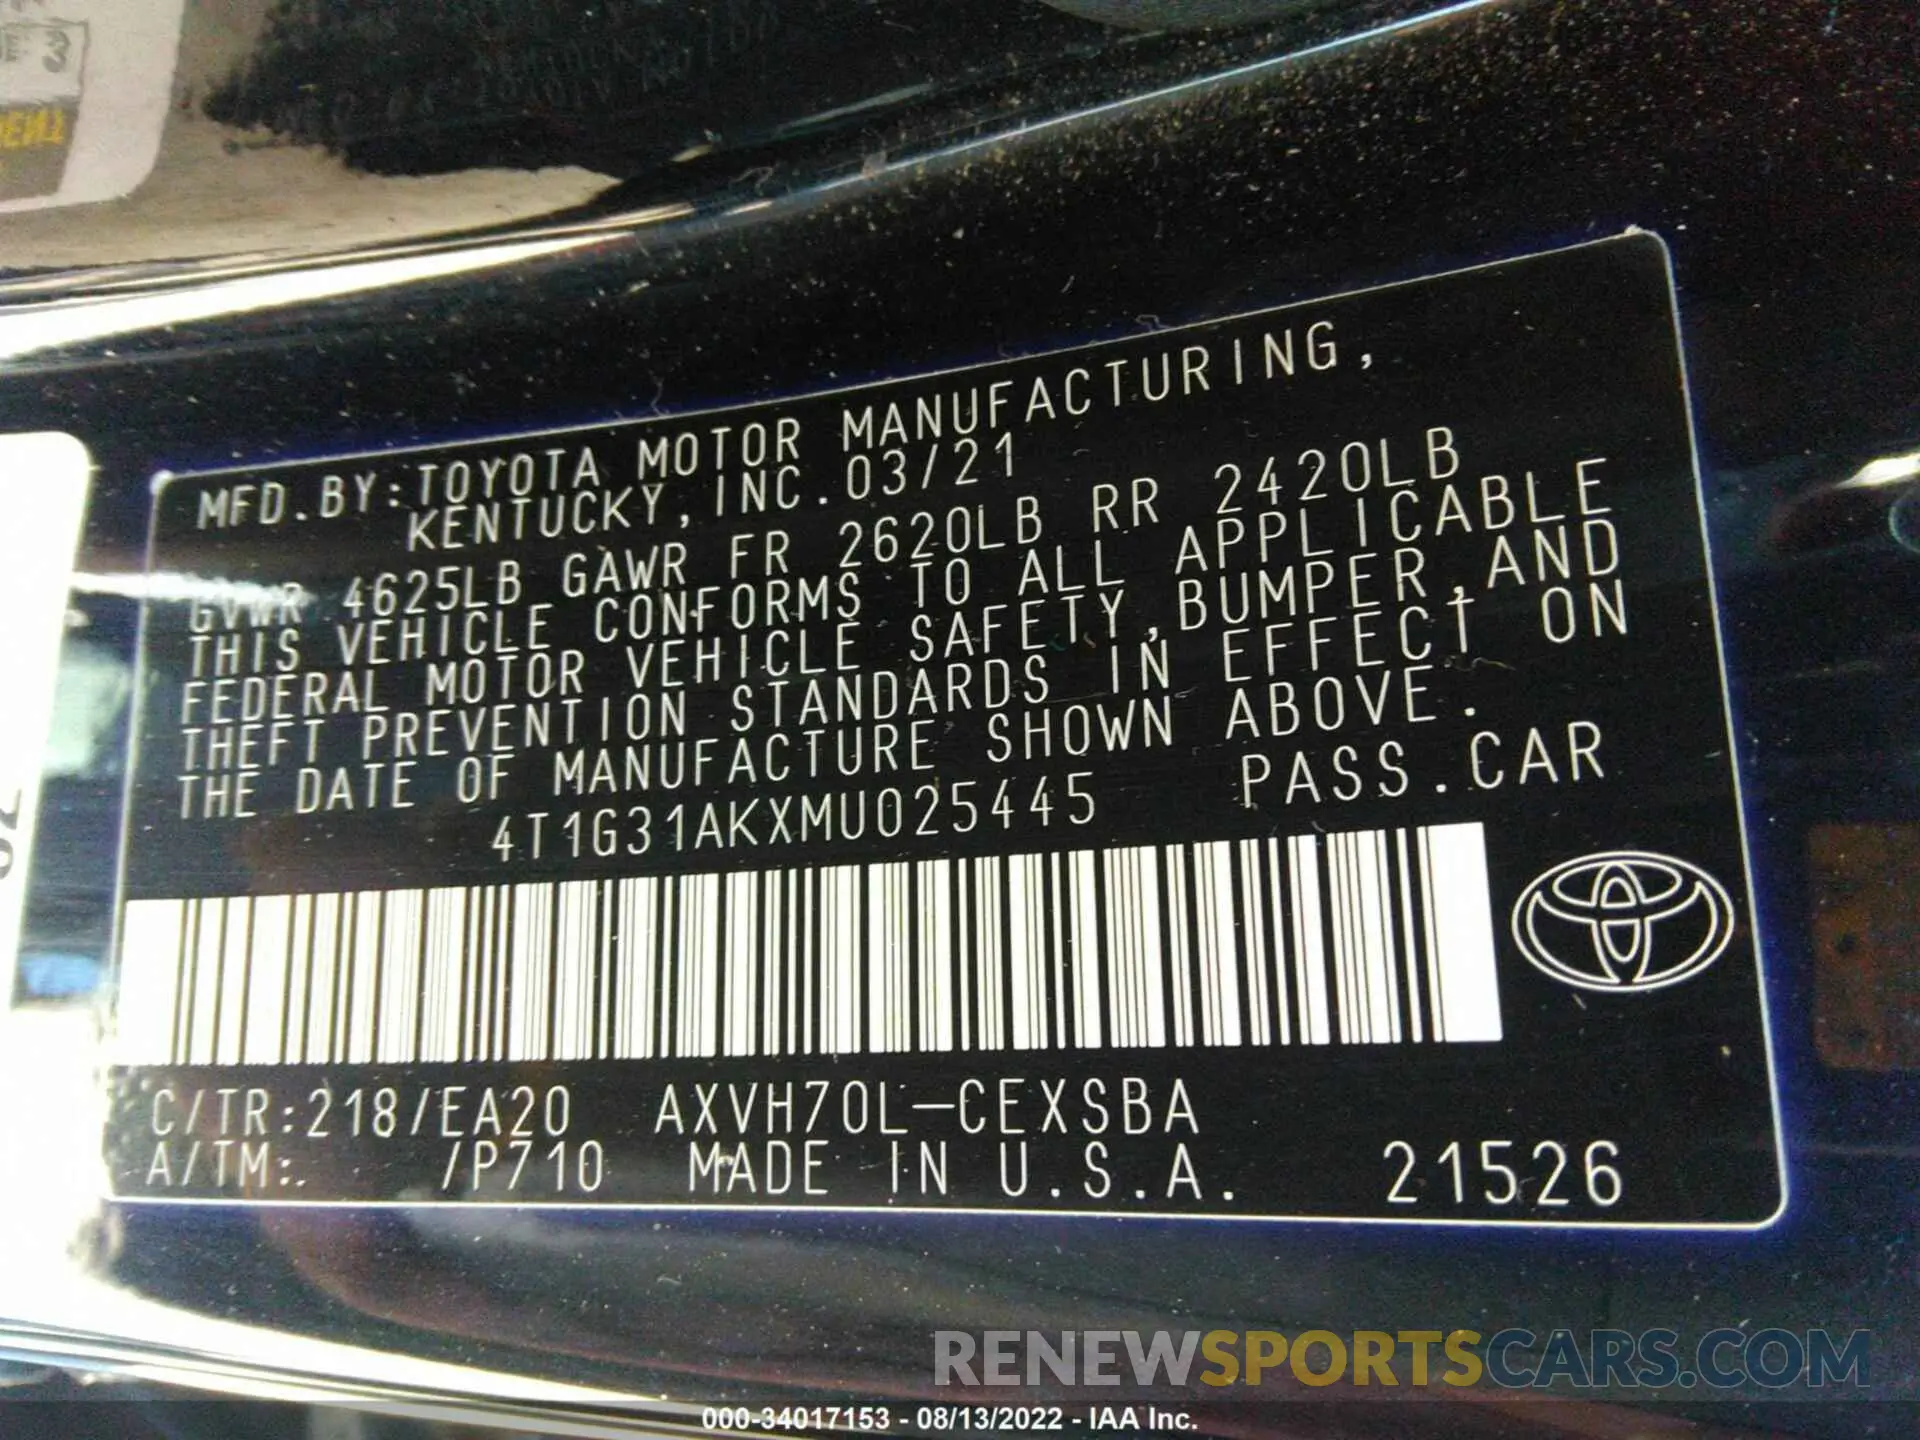 MFD.BY:TOYOTA MOTOR MANUFACTURING,
KENTUCKY, INC. 03/21
GVWR 4625LB GAWR FR 2620LB RR 2420LB
THIS VEHICLE CONFORMS TO ALL APPLICABLE
FEDERAL MOTOR VEHICLE SAFETY, BUMPER, AND
THEFT PREVENTION STANDARDS IN EFFECT ON
THE DATE OF MANUFACTURE SHOWN ABOVE.
4T1G31AKXMU025445 PASS.CAR
C/TR:218/EA20 AXVH70L-CEXSBA
A/TM: /P710 MADE IN U.S.A. 21526
RENEWSPORTSCARS.COM
000-34017153 - 08/13/2022 - IAA Inc.